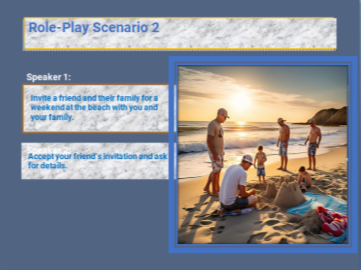 Role-Play Scenario 2
Speaker 1:
Invite a friend and their family for a
weekend at the beach with you and
your family.
Accept your friend's invitation and ask
for details.